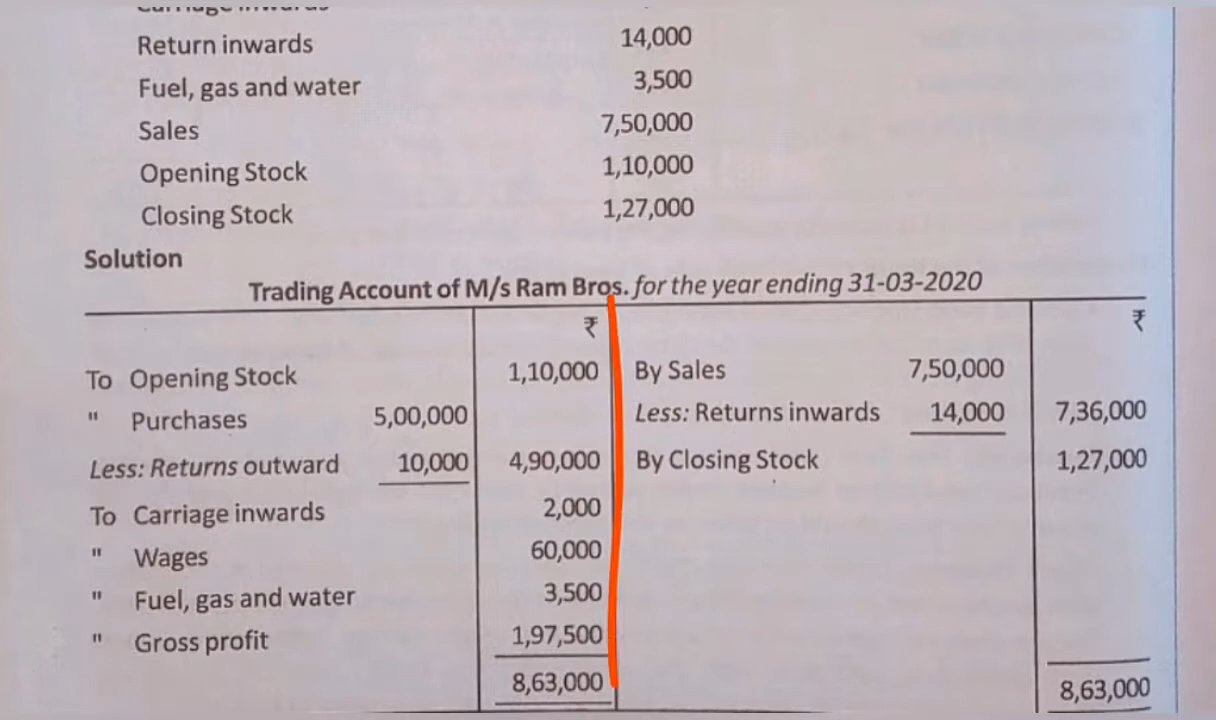 Return inwards 14,000
Fuel, gas and water 3,500
Sales 7,50,000
Opening Stock 1,10,000
Closing Stock 1,27,000
Solution
Trading Account of M/s Ram Bros. for the year ending 31-03-2020
₹ ₹
To Opening Stock 1,10,000 By Sales 7,50,000
" Purchases 5,00,000 Less: Returns inwards 14,000 7,36,000
Less: Returns outward 10,000 4,90,000 By Closing Stock 1,27,000
To Carriage inwards 2,000
" Wages 60,000
" Fuel, gas and water 3,500
" Gross profit 1,97,500
8,63,000 8,63,000